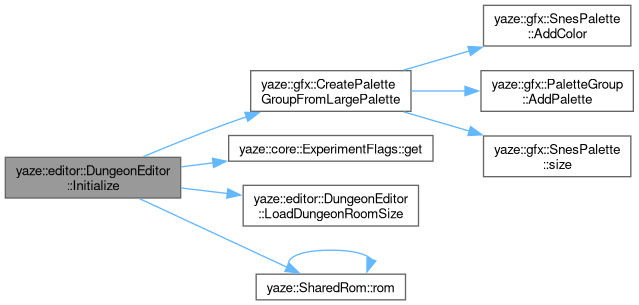 yaze::gfx::SnesPalette
::AddColor
yaze::gfx::CreatePalette
GroupFromLargePalette
yaze::gfx::PaletteGroup
::AddPalette
yaze::gfx::SnesPalette
::size
yaze::core::ExperimentFlags::get
yaze::editor::DungeonEditor
::Initialize
yaze::editor::DungeonEditor
::LoadDungeonRoomSize
yaze::SharedRom::rom